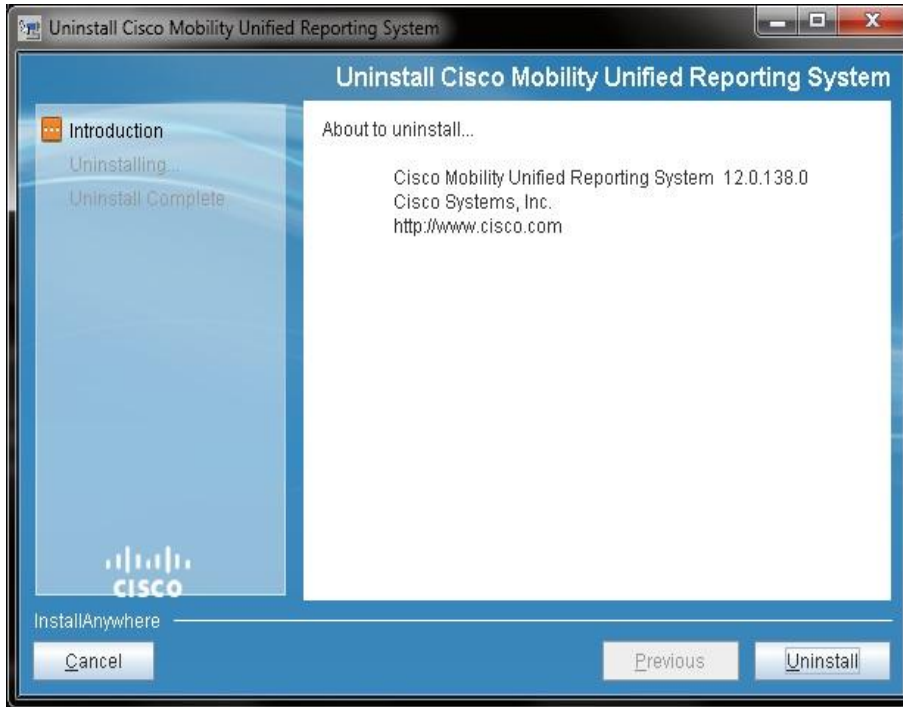 Uninstall Cisco Mobility Unified Reporting System
Uninstall Cisco Mobility Unified Reporting System
Introduction
Uninstalling...
Uninstall Complete
About to uninstall...
Cisco Mobility Unified Reporting System 12.0.138.0
Cisco Systems, Inc.
http://www.cisco.com
CISCO
InstallAnywhere
Cancel
Previous
Uninstall